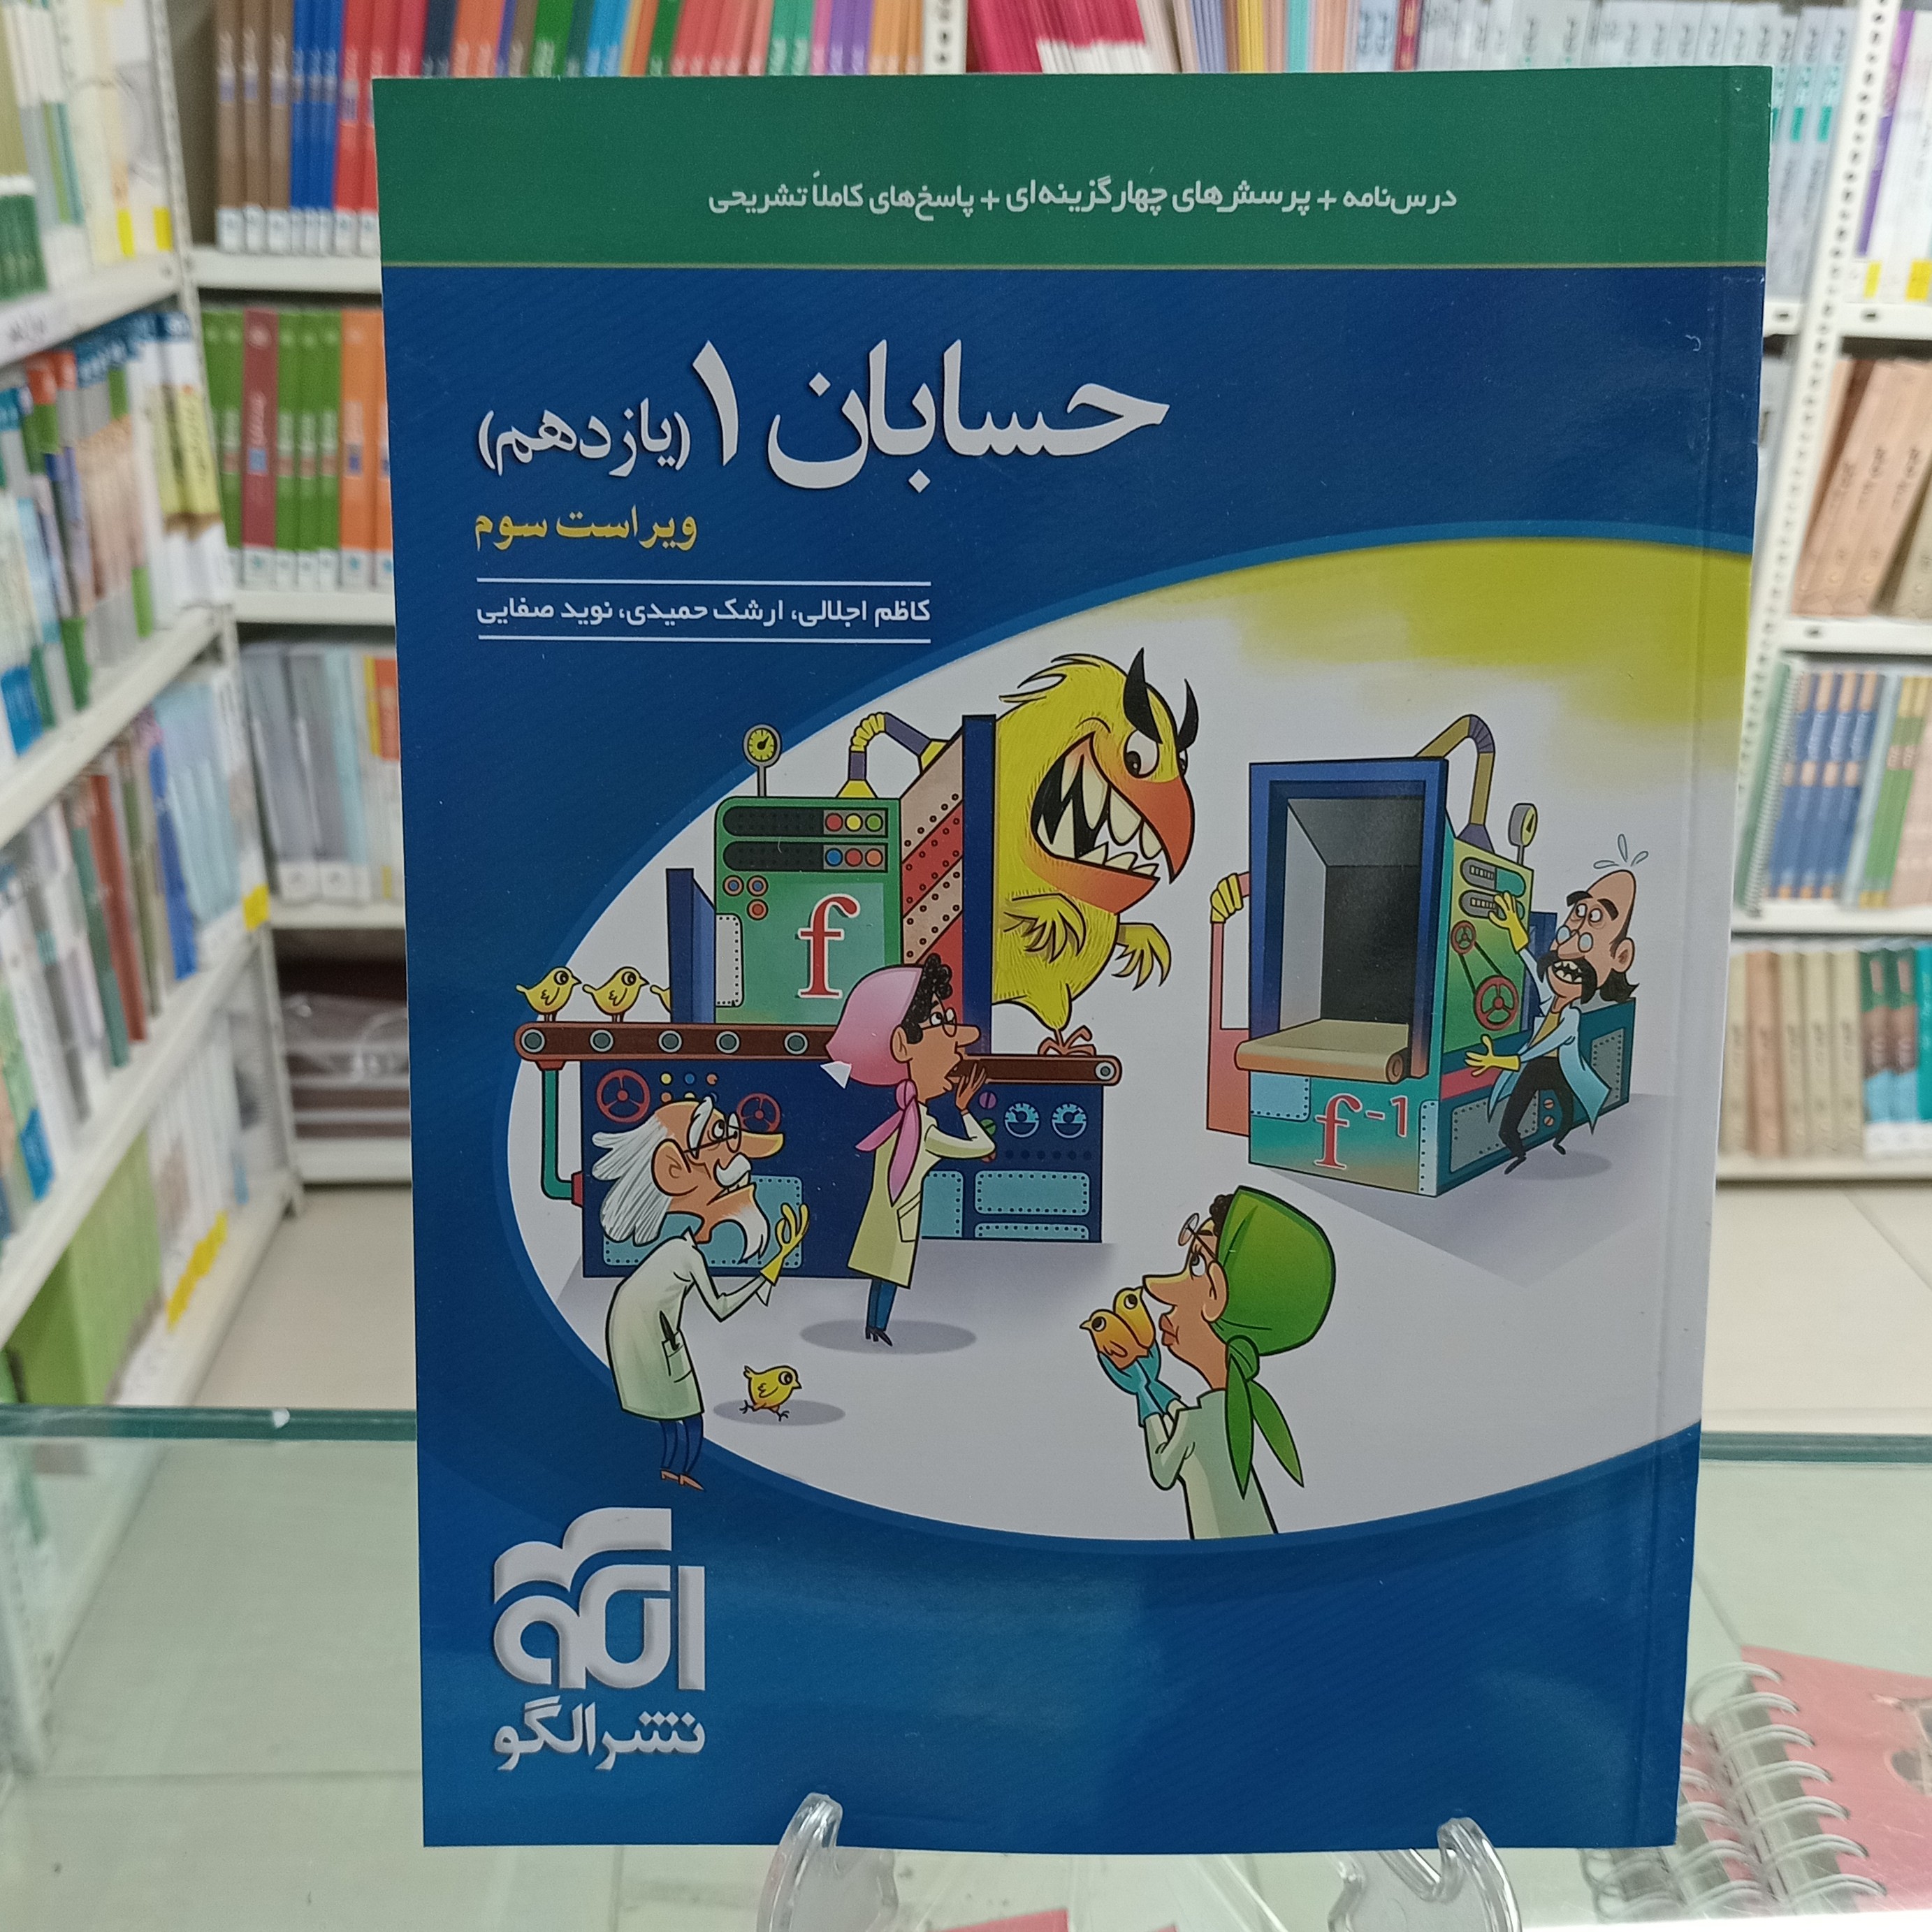 درس‌نامه + پرسش‌های چهارگزینه‌ای + پاسخ‌های کاملاً تشریحی
حسابان ۱ (یازدهم)
ویراست سوم
کاظم اجلالی، ارشک حمیدی، نوید صفایی
f
f⁻¹
الگو
نشر الگو